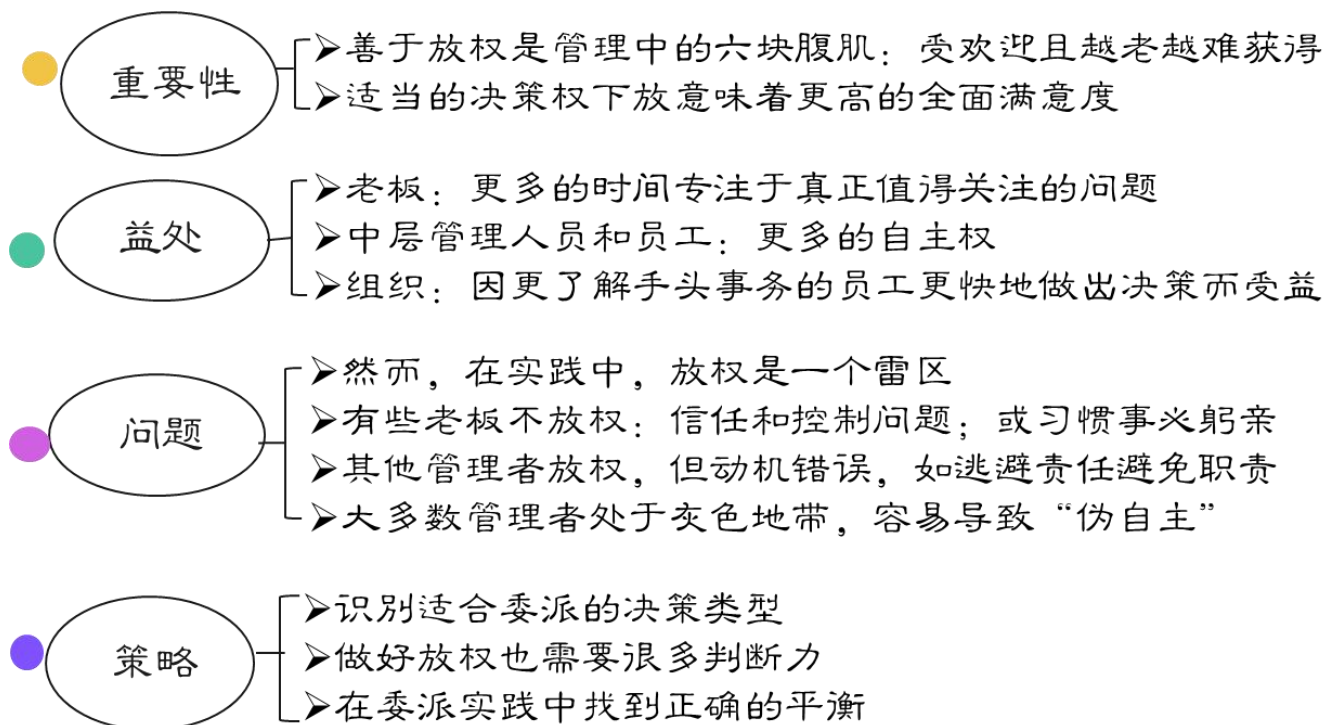 重要性
➢善于放权是管理中的六块腹肌：受欢迎且越老越难获得
➢适当的决策权下放意味着更高的全面满意度
益处
➢老板：更多的时间专注于真正值得关注的问题
➢中层管理人员和员工：更多的自主权
➢组织：因更了解手头事务的员工更快地做出决策而受益
问题
➢然而，在实践中，放权是一个雷区
➢有些老板不放权：信任和控制问题；或习惯事必躬亲
➢其他管理者放权，但动机错误，如逃避责任避免职责
➢大多数管理者处于灰色地带，容易导致“伪自主”
策略
➢识别适合委派的决策类型
➢做好放权也需要很多判断力
➢在委派实践中找到正确的平衡